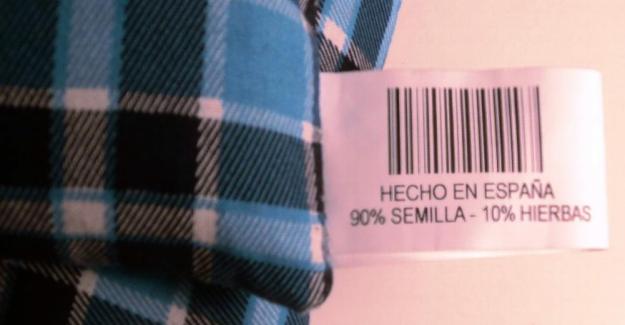 HECHO EN ESPAÑA
90% SEMILLA - 10% HIERBAS